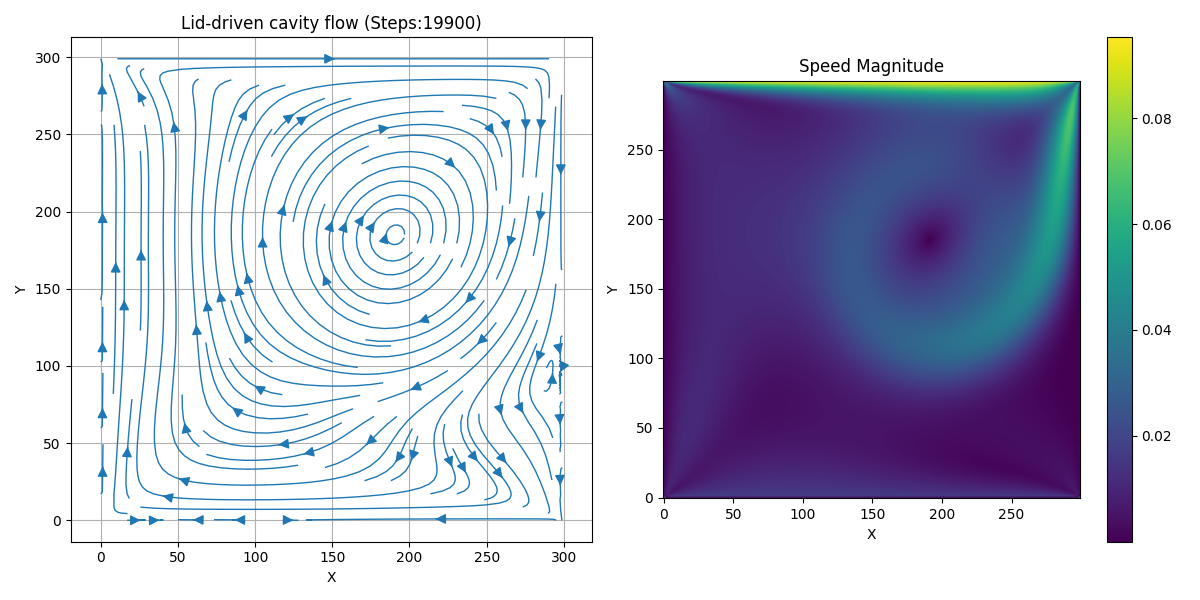 Lid-driven cavity flow (Steps:19900)
300
250
200
150
100
50
0
Y
0 50 100 150 200 250 300
X
Speed Magnitude
250
200
150
100
50
0
Y
0 50 100 150 200 250
X
0.08
0.06
0.04
0.02